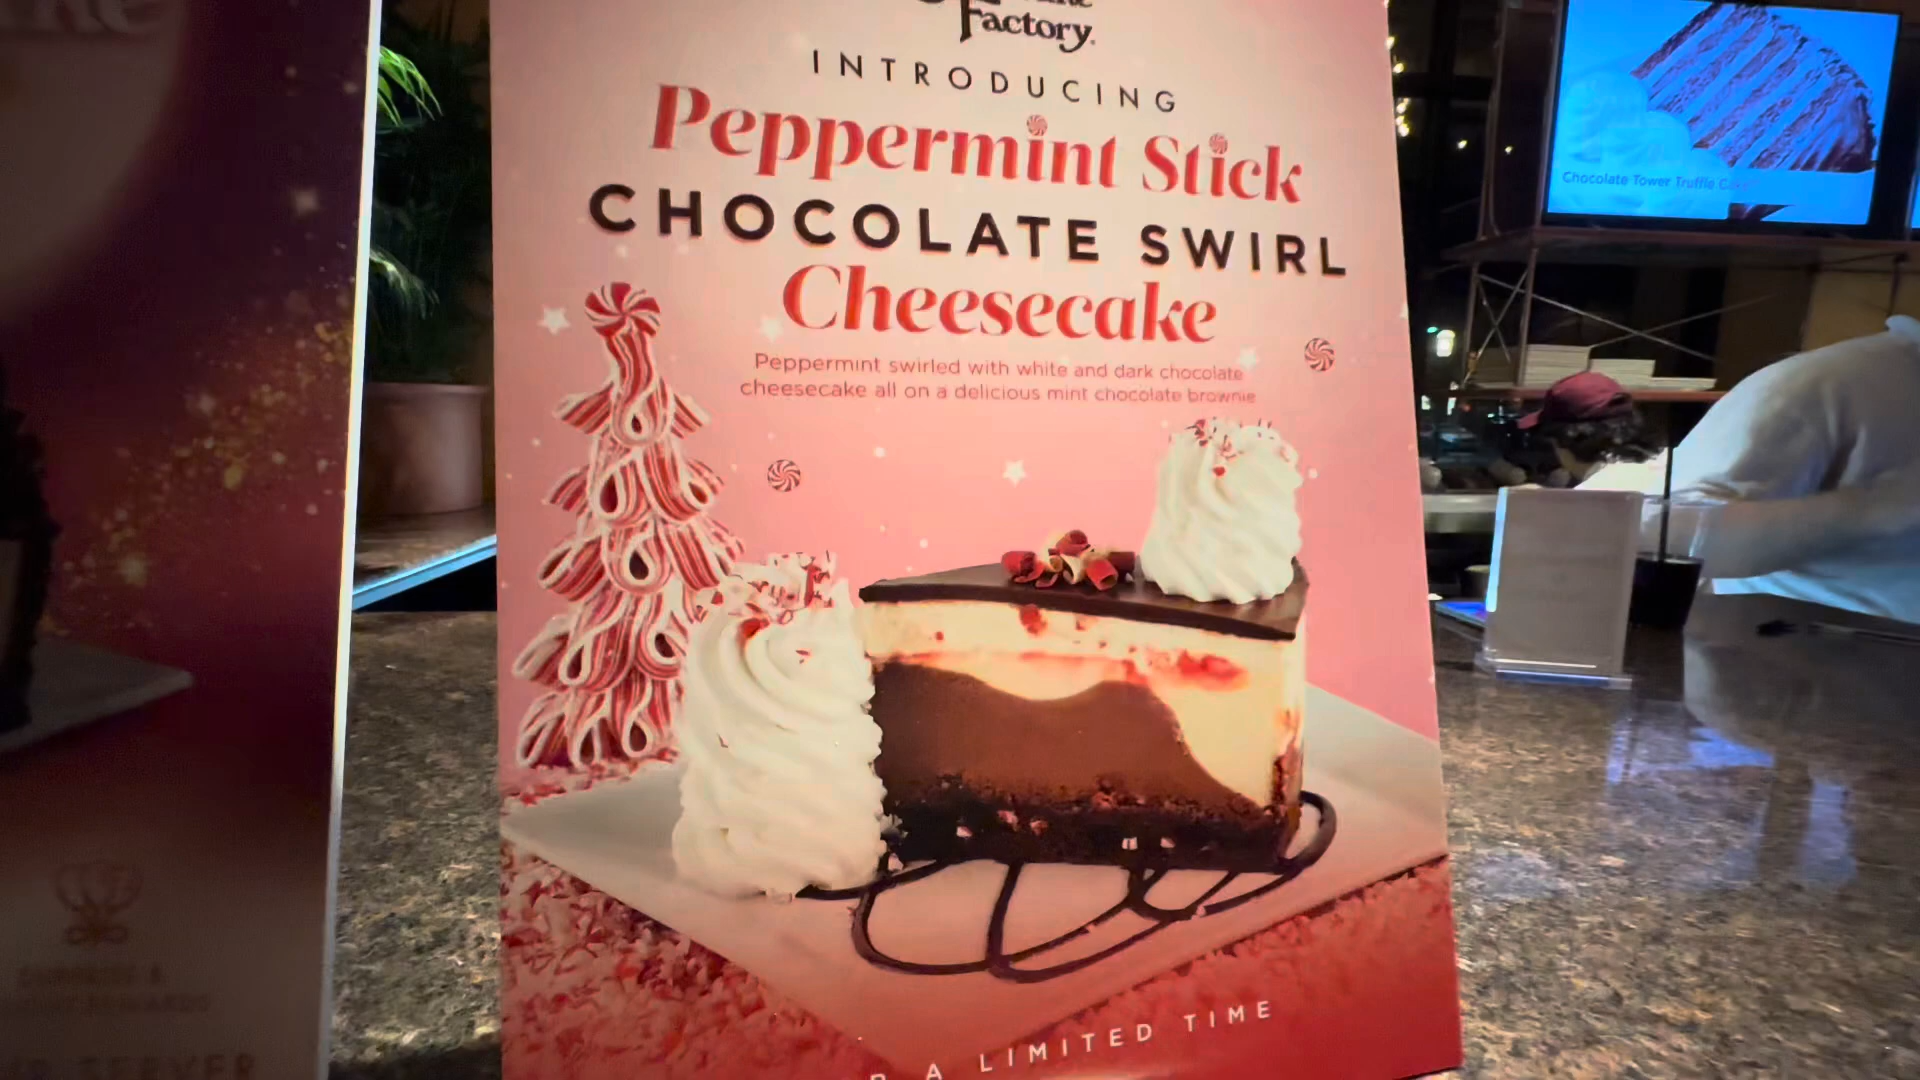 Factory
INTRODUCING
Peppermint Stick
CHOCOLATE SWIRL
Cheesecake
Peppermint swirled with white and dark chocolate
cheesecake all on a delicious mint chocolate brownie
A LIMITED TIME
Chocolate Tower Truffle
SERVER